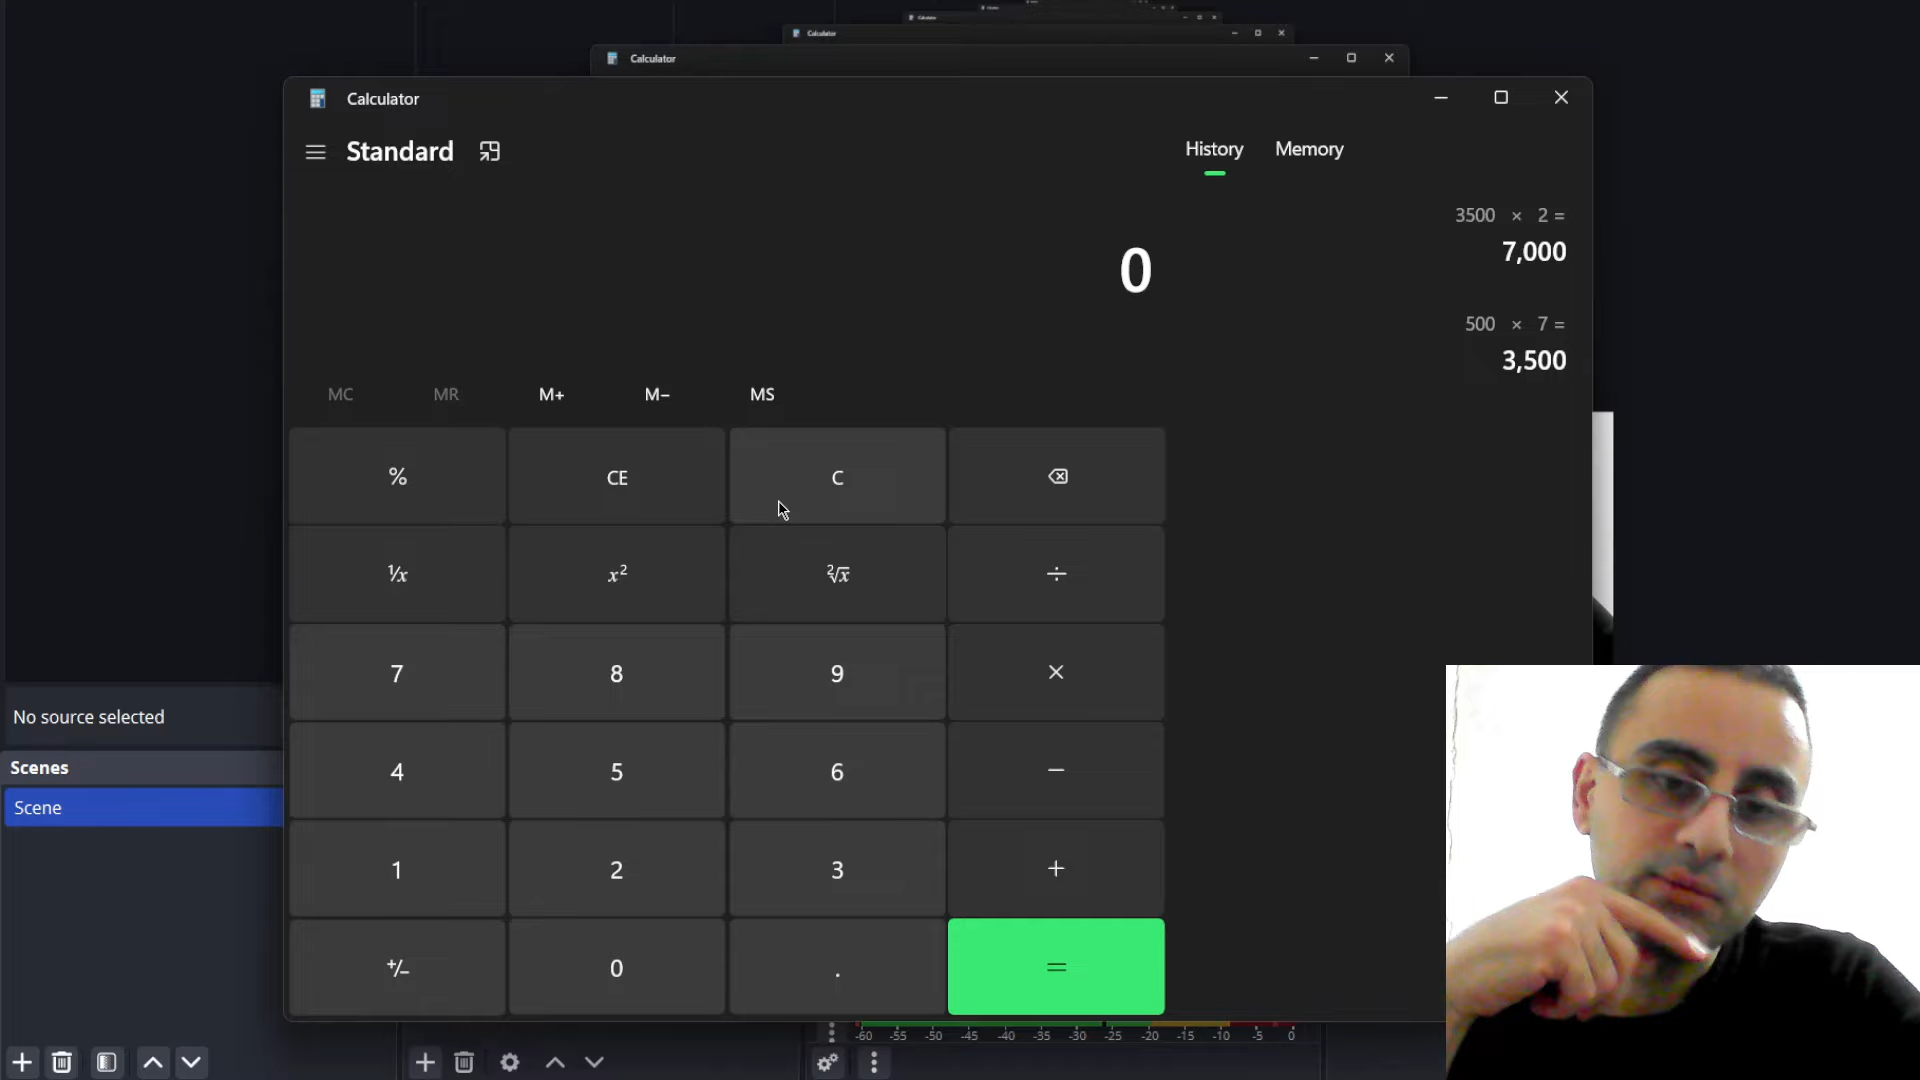 Calculator
Calculator
Calculator
Calculator
Standard
History
Memory
0
3500 × 2 =
7,000
500 × 7 =
3,500
MC
MR
M+
M−
MS
%
CE
C
⅟x
x²
²√x
÷
7
8
9
×
4
5
6
−
1
2
3
+
+/−
0
.
=
No source selected
Scenes
Scene
-60 -55 -50 -45 -40 -35 -30 -25 -20 -15 -10 -5 0